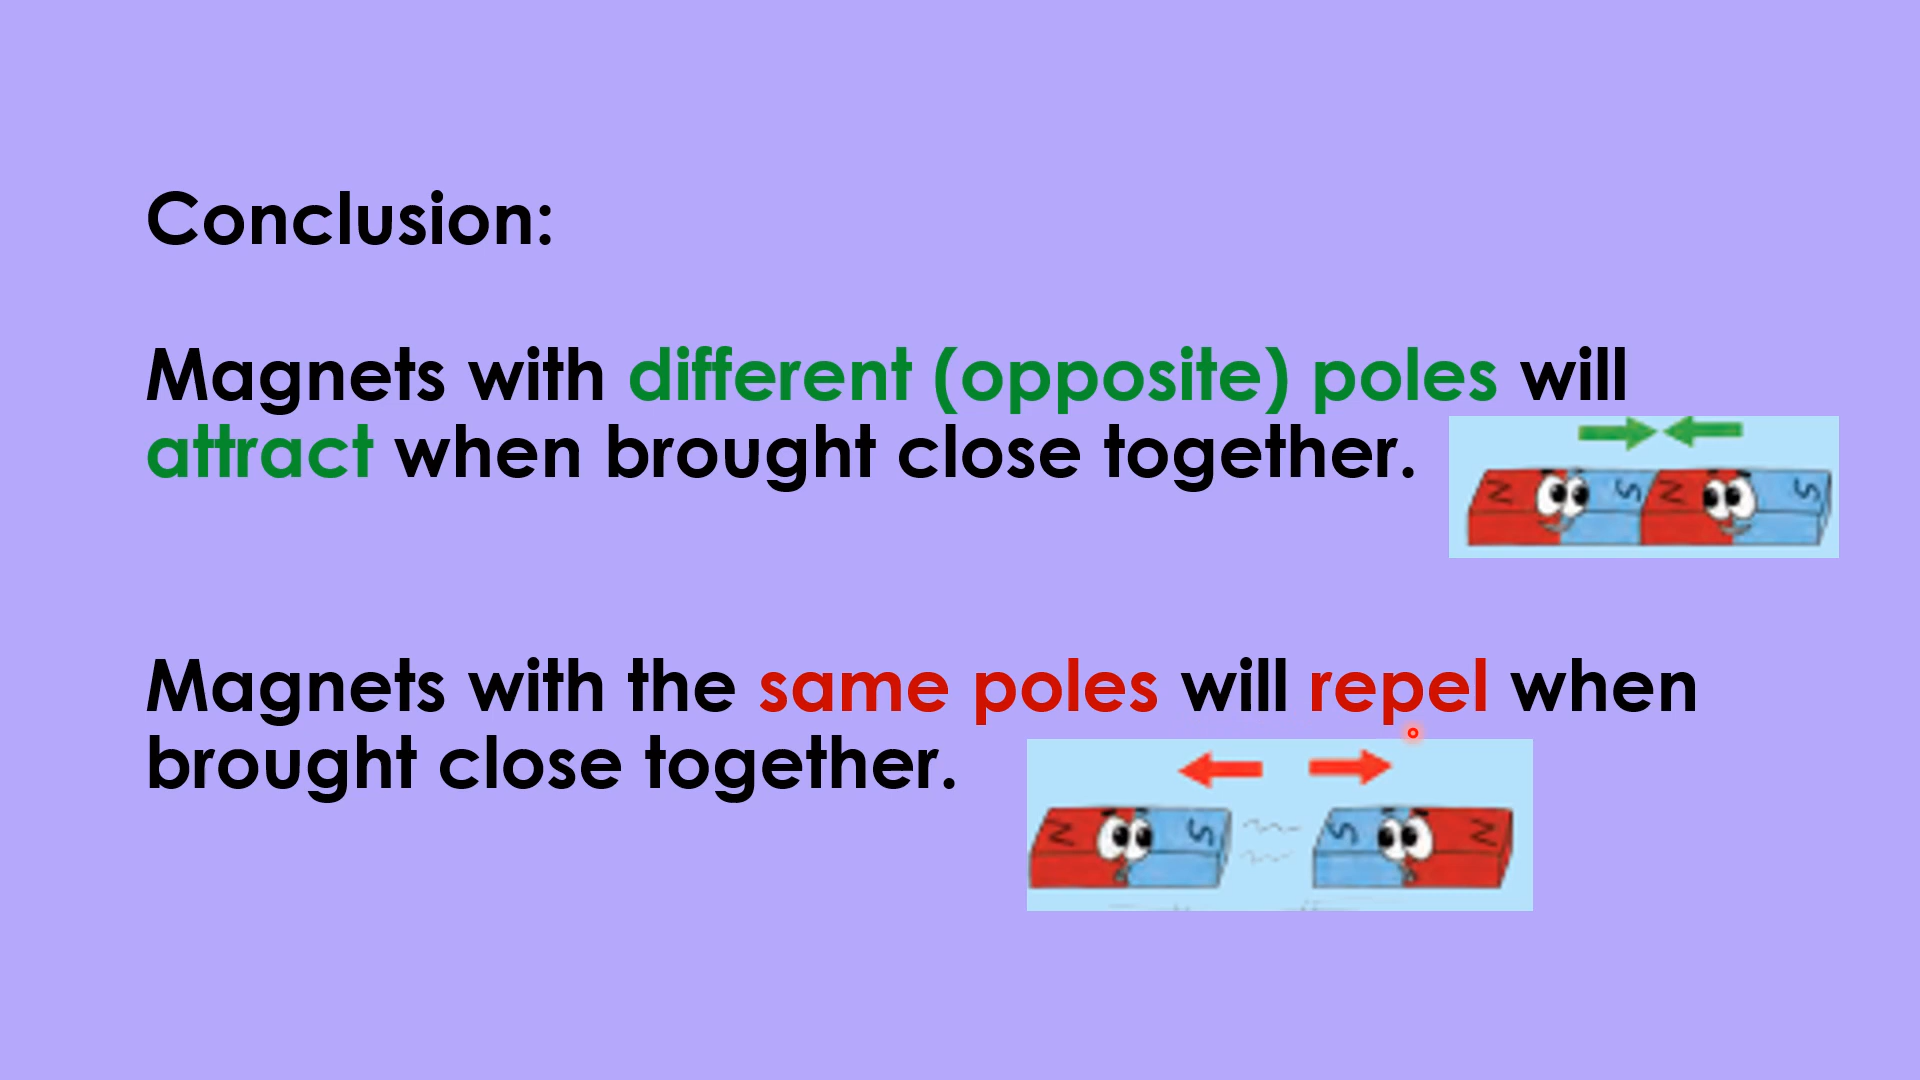 Conclusion:
Magnets with different (opposite) poles will
attract when brought close together.
N S N S
Magnets with the same poles will repel when
brought close together.
N S S N